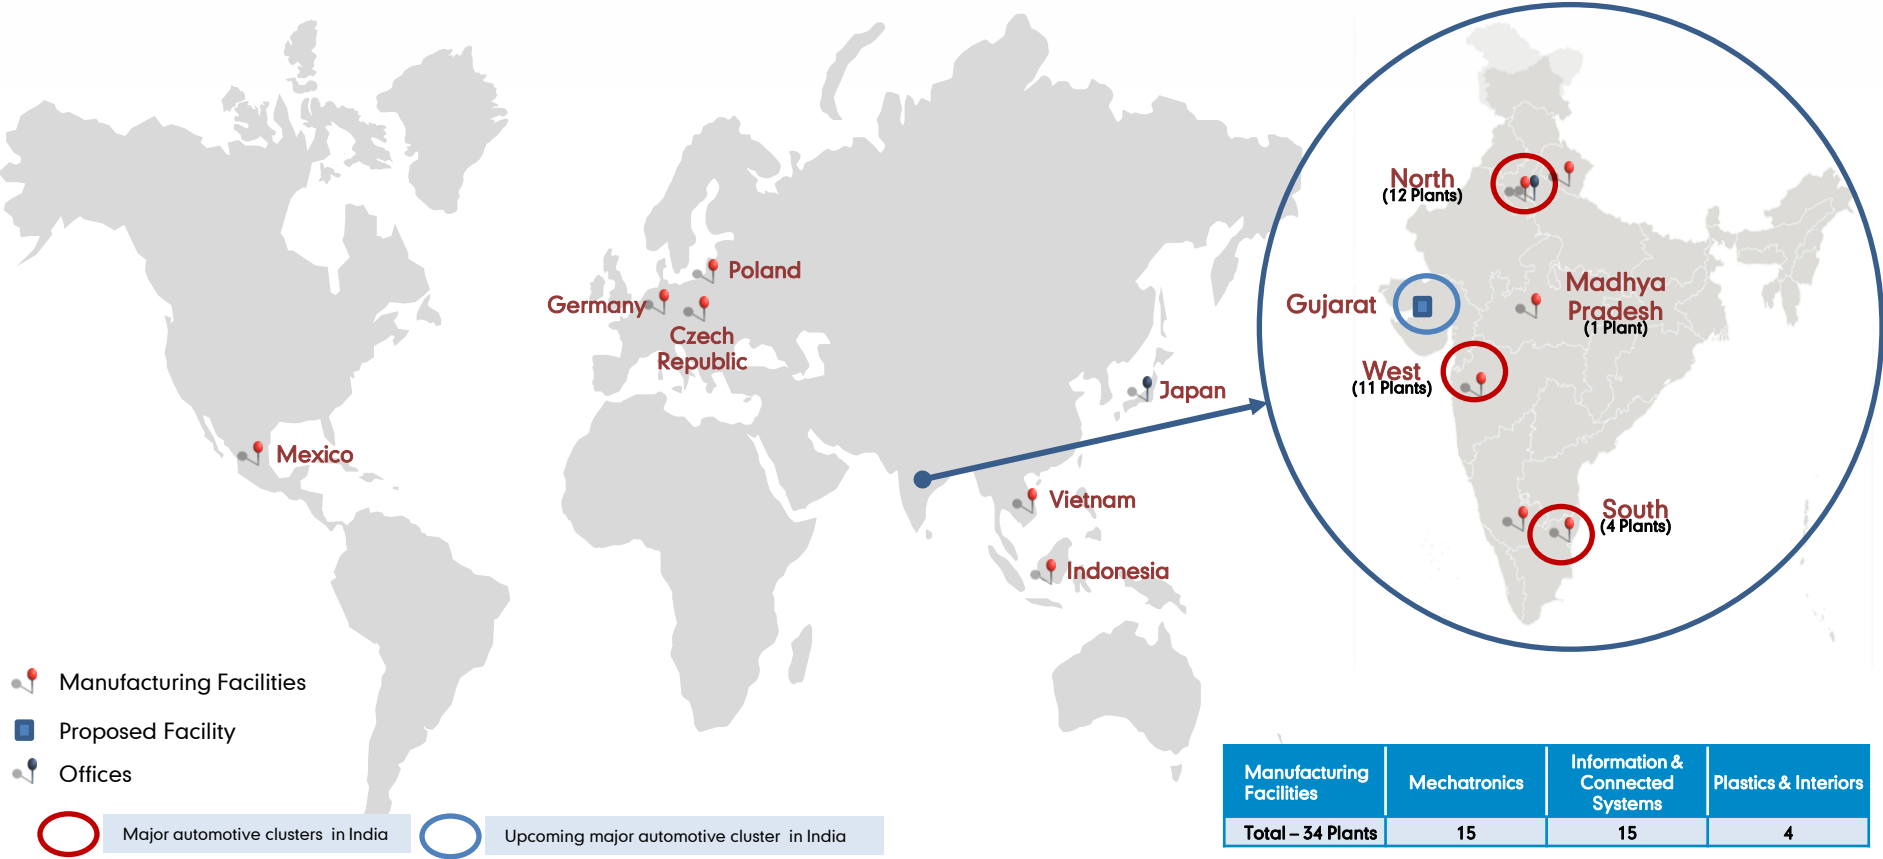 North
(12 Plants)
Poland
Germany
Czech
Republic
Madhya
Pradesh
(1 Plant)
Gujarat
West
(11 Plants)
Japan
Mexico
Vietnam
South
(4 Plants)
Indonesia
Manufacturing Facilities
Proposed Facility
Offices
Major automotive clusters in India
Upcoming major automotive cluster in India
Manufacturing
Facilities
Mechatronics
Information &
Connected
Systems
Plastics & Interiors
Total – 34 Plants
15
15
4